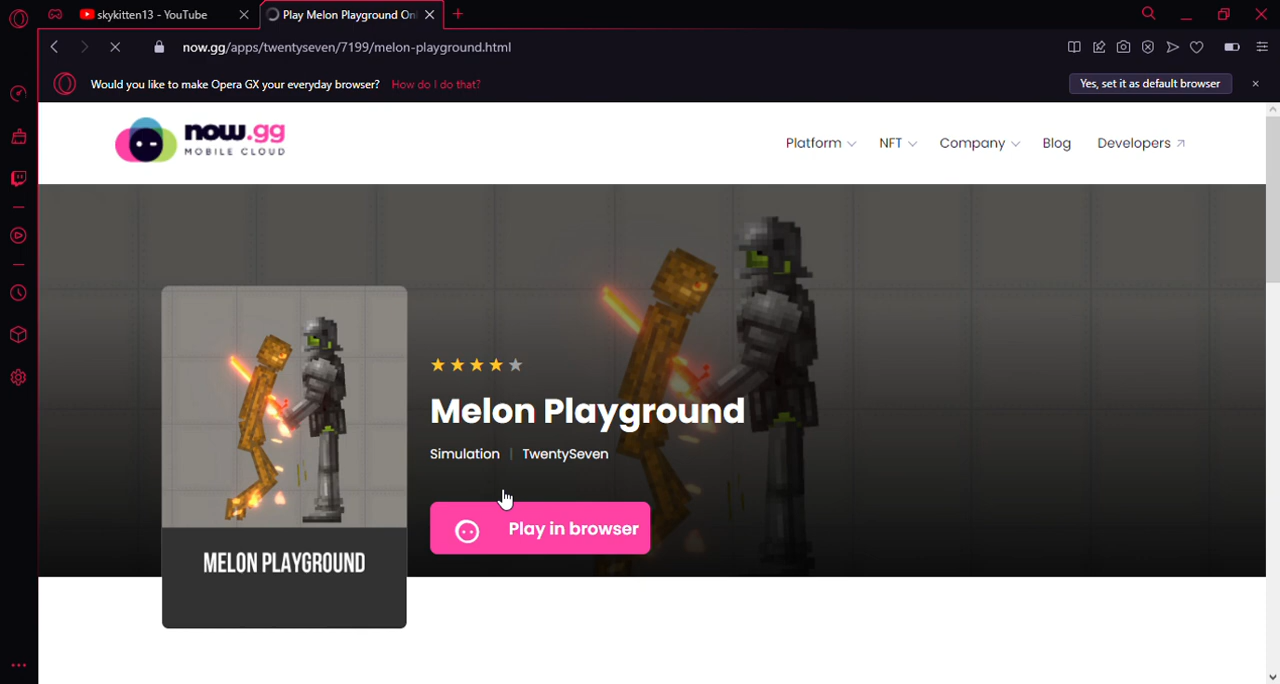 skykitten13 - YouTube
Play Melon Playground Onl
now.gg/apps/twentyseven/7199/melon-playground.html
Would you like to make Opera GX your everyday browser? How do I do that?
Yes, set it as default browser
now.gg
MOBILE CLOUD
Platform
NFT
Company
Blog
Developers
Melon Playground
Simulation | TwentySeven
Play in browser
MELON PLAYGROUND